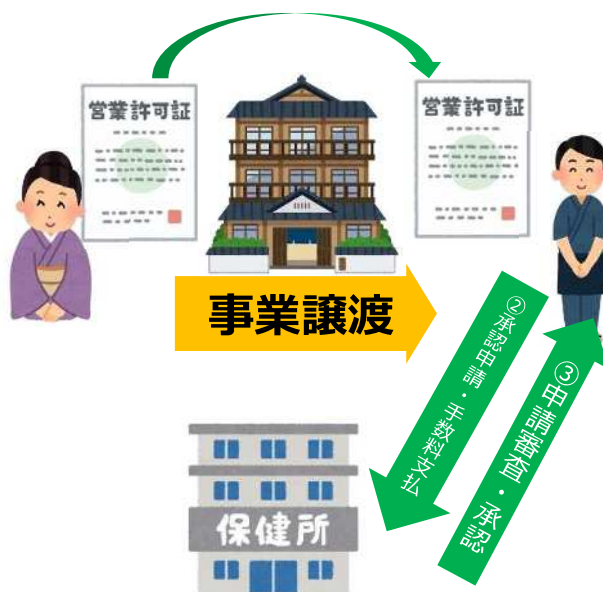 営業許可証
営業許可証
事業譲渡
②承認申請・手数料支払
③申請審査・承認
保健所